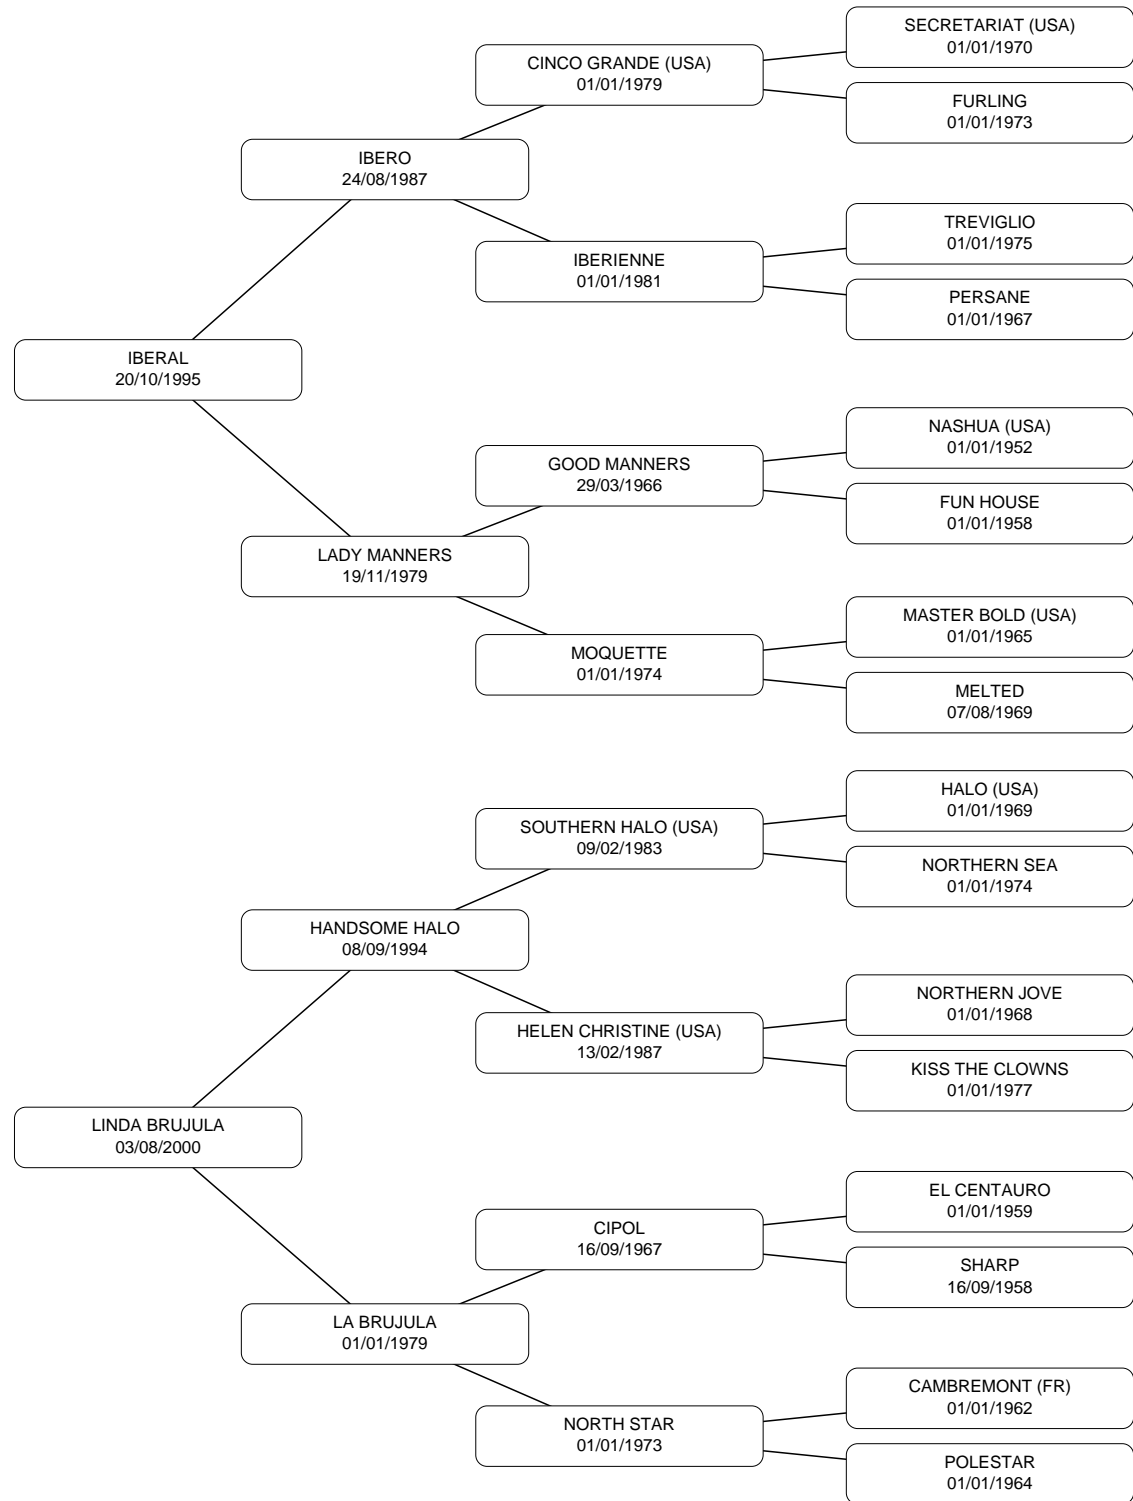 SECRETARIAT (USA)
01/01/1970
CINCO GRANDE (USA)
01/01/1979
FURLING
01/01/1973
IBERO
24/08/1987
TREVIGLIO
01/01/1975
IBERIENNE
01/01/1981
PERSANE
01/01/1967
IBERAL
20/10/1995
NASHUA (USA)
01/01/1952
GOOD MANNERS
29/03/1966
FUN HOUSE
01/01/1958
LADY MANNERS
19/11/1979
MASTER BOLD (USA)
01/01/1965
MOQUETTE
01/01/1974
MELTED
07/08/1969
HALO (USA)
01/01/1969
SOUTHERN HALO (USA)
09/02/1983
NORTHERN SEA
01/01/1974
HANDSOME HALO
08/09/1994
NORTHERN JOVE
01/01/1968
HELEN CHRISTINE (USA)
13/02/1987
KISS THE CLOWNS
01/01/1977
LINDA BRUJULA
03/08/2000
EL CENTAURO
01/01/1959
CIPOL
16/09/1967
SHARP
16/09/1958
LA BRUJULA
01/01/1979
CAMBREMONT (FR)
01/01/1962
NORTH STAR
01/01/1973
POLESTAR
01/01/1964